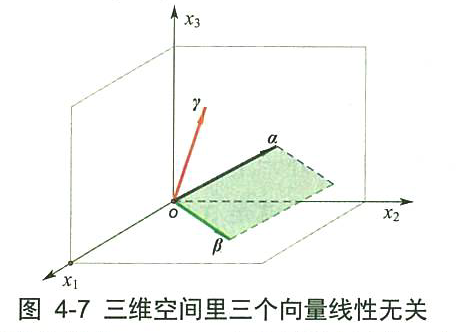 x₃
γ
α
o
x₂
β
x₁
图 4-7 三维空间里三个向量线性无关